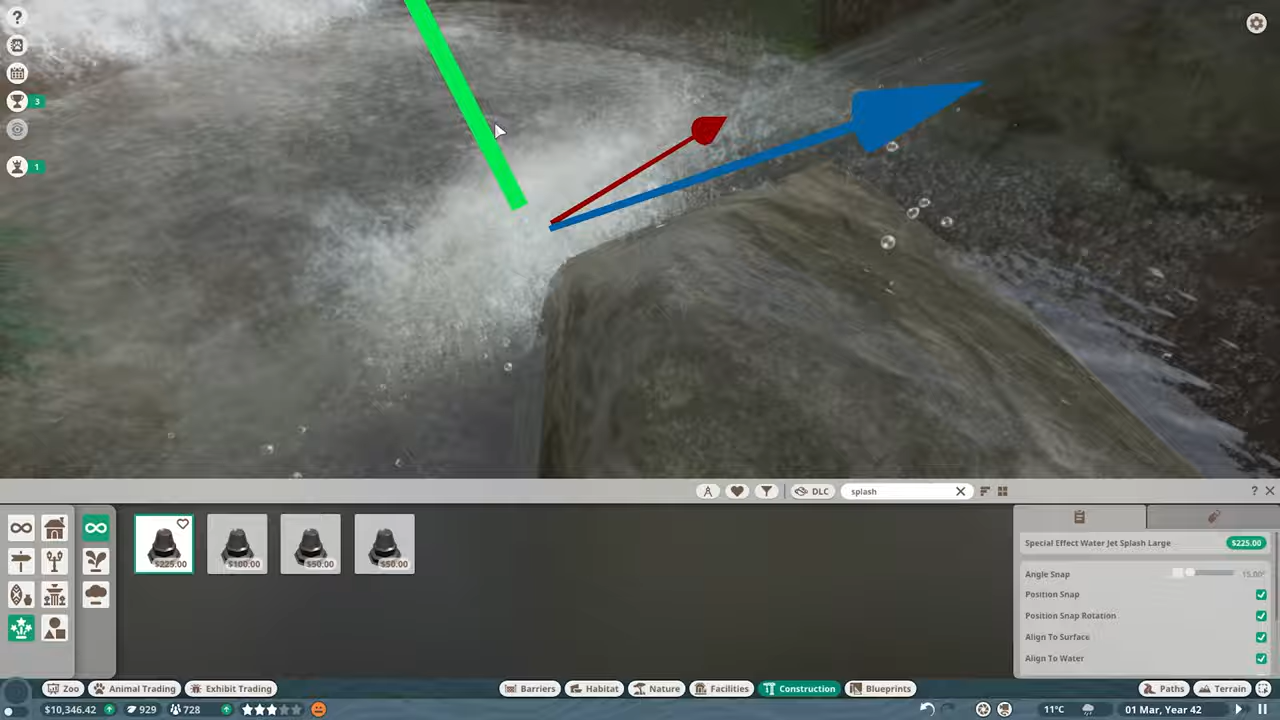 ?
3
1
DLC
splash
?
$225.00
$100.00
$50.00
$50.00
Special Effect Water Jet Splash Large
$225.00
Angle Snap
15.00°
Position Snap
Position Snap Rotation
Align To Surface
Align To Water
Zoo
Animal Trading
Exhibit Trading
Barriers
Habitat
Nature
Facilities
Construction
Blueprints
Paths
Terrain
$10,346.42
929
728
11°C
01 Mar, Year 42